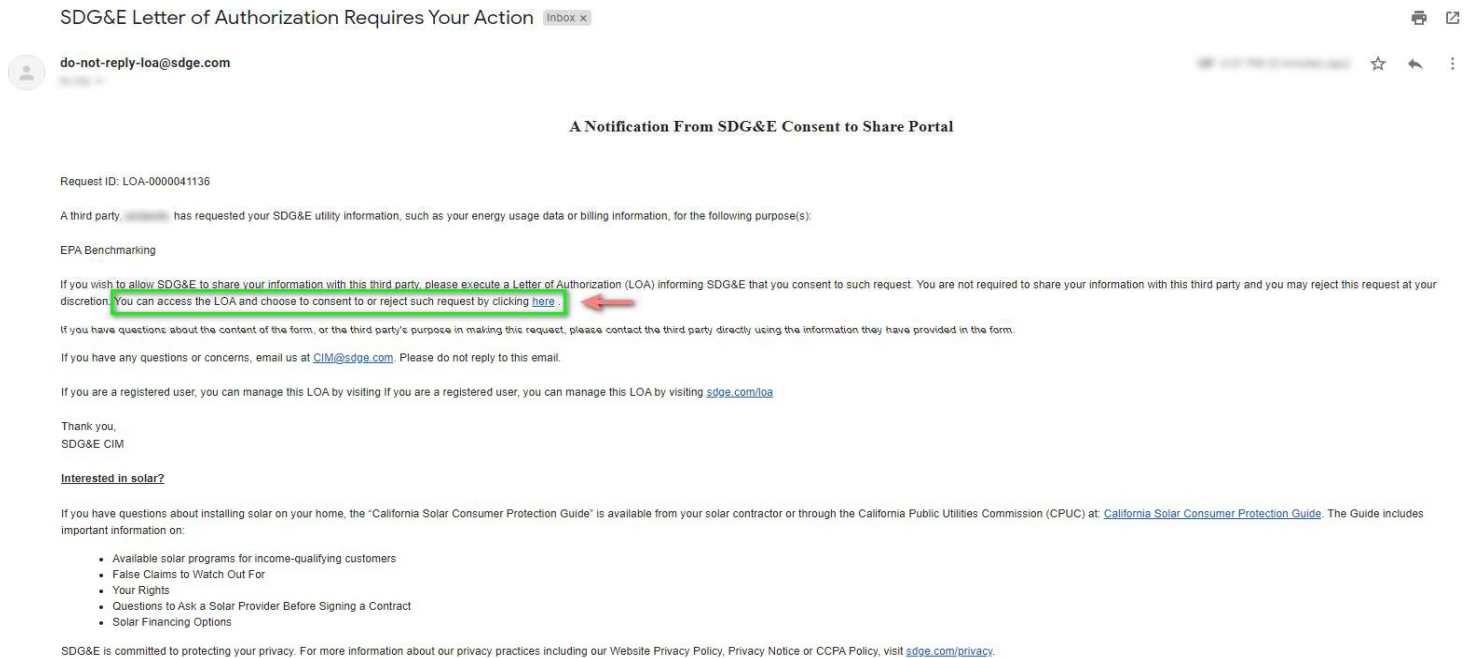 SDG&E Letter of Authorization Requires Your Action Inbox x
do-not-reply-loa@sdge.com
A Notification From SDG&E Consent to Share Portal
Request ID: LOA-0000041136
A third party, has requested your SDG&E utility information, such as your energy usage data or billing information, for the following purpose(s):
EPA Benchmarking
If you wish to allow SDG&E to share your information with this third party, please execute a Letter of Authorization (LOA) informing SDG&E that you consent to such request. You are not required to share your information with this third party and you may reject this request at your
discretion. You can access the LOA and choose to consent to or reject such request by clicking here .
If you have questions about the content of the form, or the third party's purpose in making this request, please contact the third party directly using the information they have provided in the form.
If you have any questions or concerns, email us at CIM@sdge.com. Please do not reply to this email.
If you are a registered user, you can manage this LOA by visiting If you are a registered user, you can manage this LOA by visiting sdge.com/loa
Thank you,
SDG&E CIM
Interested in solar?
If you have questions about installing solar on your home, the “California Solar Consumer Protection Guide” is available from your solar contractor or through the California Public Utilities Commission (CPUC) at: California Solar Consumer Protection Guide. The Guide includes
important information on:
• Available solar programs for income-qualifying customers
• False Claims to Watch Out For
• Your Rights
• Questions to Ask a Solar Provider Before Signing a Contract
• Solar Financing Options
SDG&E is committed to protecting your privacy. For more information about our privacy practices including our Website Privacy Policy, Privacy Notice or CCPA Policy, visit sdge.com/privacy.